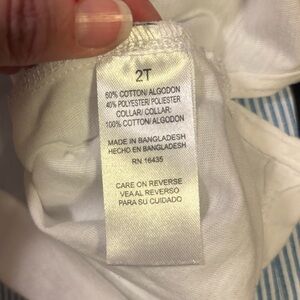 2T
60% COTTON/ ALGODON
40% POLYESTER/ POLIESTER
COLLAR/ COLLAR:
100% COTTON/ ALGODON
MADE IN BANGLADESH
HECHO EN BANGLADESH
RN 16435
CARE ON REVERSE
VEA AL REVERSO
PARA SU CUIDADO